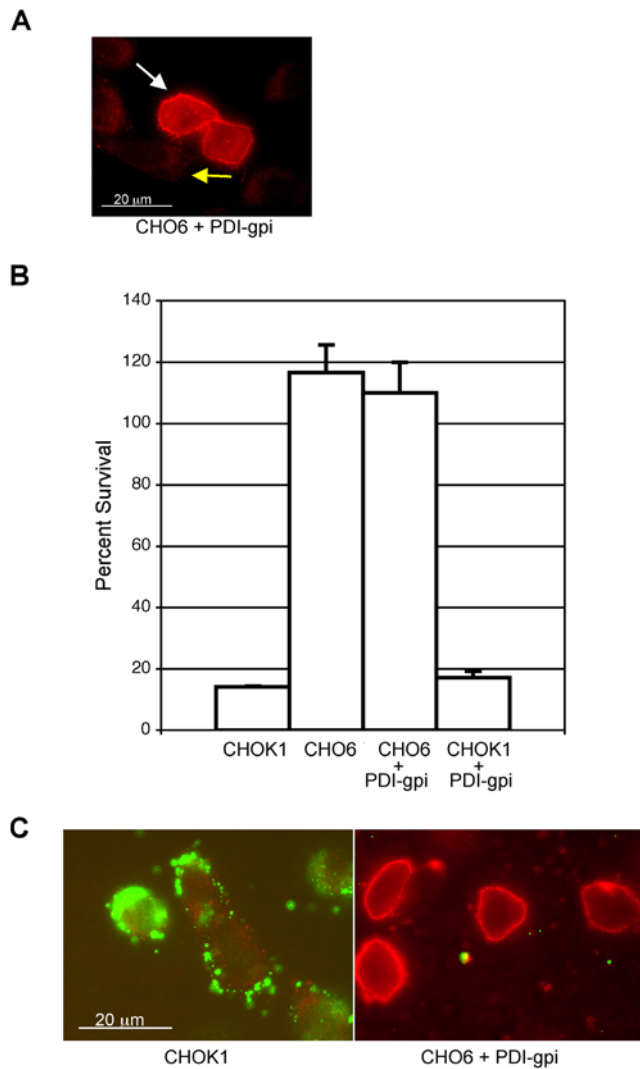 A
20 μm
CHO6 + PDI-gpi
B
140
120
100
80
60
40
20
0
Percent Survival
CHOK1
CHO6
CHO6
+
PDI-gpi
CHOK1
+
PDI-gpi
C
20 μm
CHOK1
CHO6 + PDI-gpi